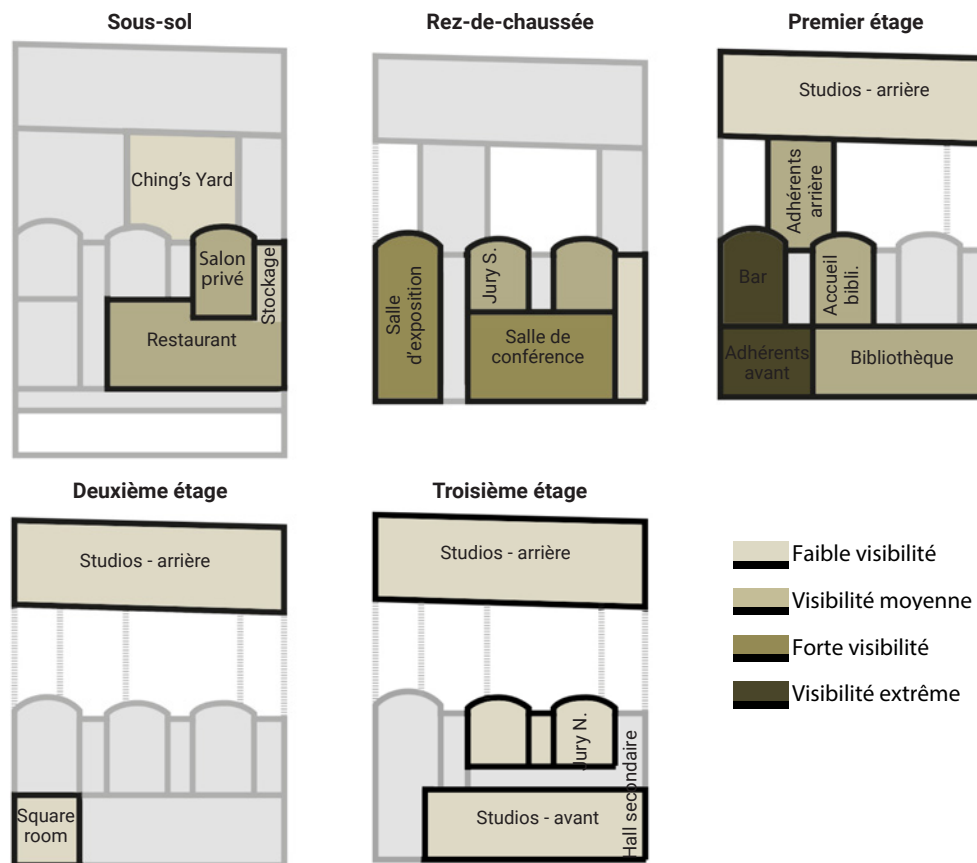 Sous-sol
Rez-de-chaussée
Premier étage
Ching's Yard
Salon
privé
Stockage
Restaurant
Salle
d'exposition
Jury S.
Salle de
conférence
Studios - arrière
Adhérents
arrière
Bar
Accueil
bibli.
Adhérents
avant
Bibliothèque
Deuxième étage
Troisième étage
Studios - arrière
Square
room
Studios - arrière
Jury N.
Studios - avant
Hall secondaire
Faible visibilité
Visibilité moyenne
Forte visibilité
Visibilité extrême